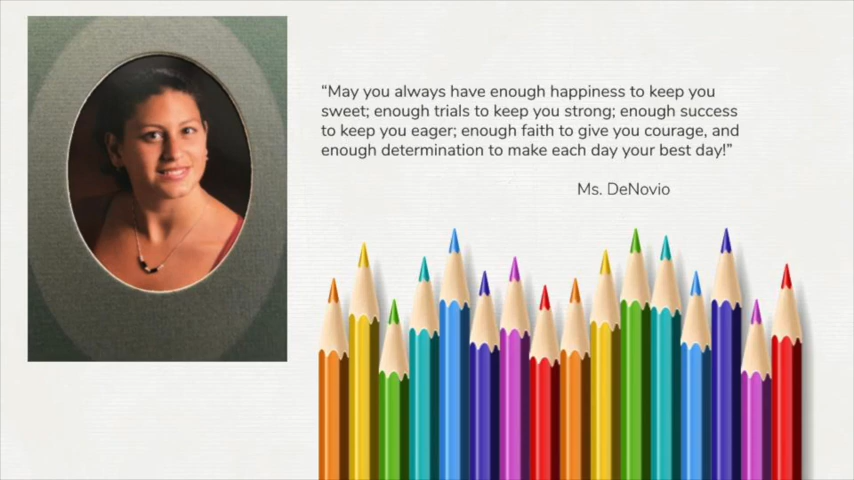 “May you always have enough happiness to keep you
sweet; enough trials to keep you strong; enough success
to keep you eager; enough faith to give you courage, and
enough determination to make each day your best day!”
Ms. DeNovio